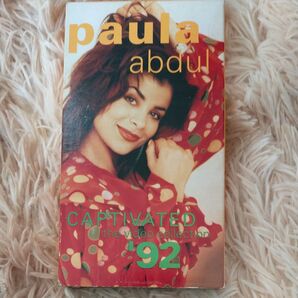 paula
abdul
CAPTIVATED
the video collection
'92